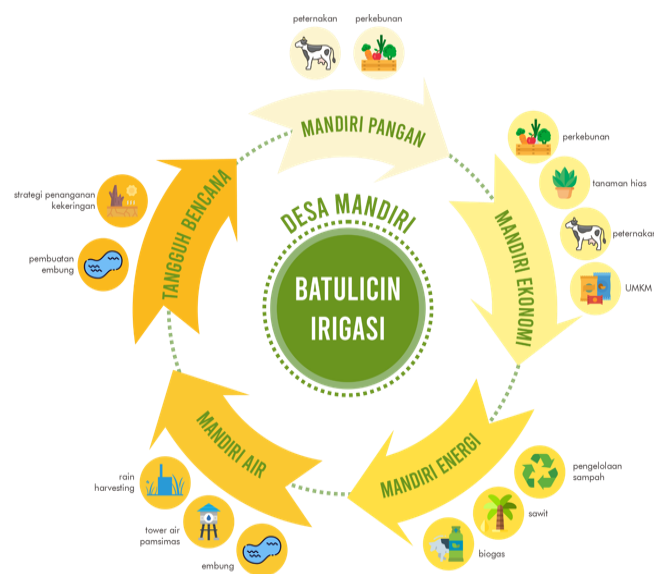 peternakan
perkebunan
MANDIRI PANGAN
perkebunan
tanaman hias
peternakan
UMKM
MANDIRI EKONOMI
pengelolaan
sampah
sawit
biogas
MANDIRI ENERGI
rain
harvesting
tower air
pamsimas
embung
MANDIRI AIR
strategi penanganan
kekeringan
pembuatan
embung
TANGGUH BENCANA
DESA MANDIRI
BATULICIN
IRIGASI